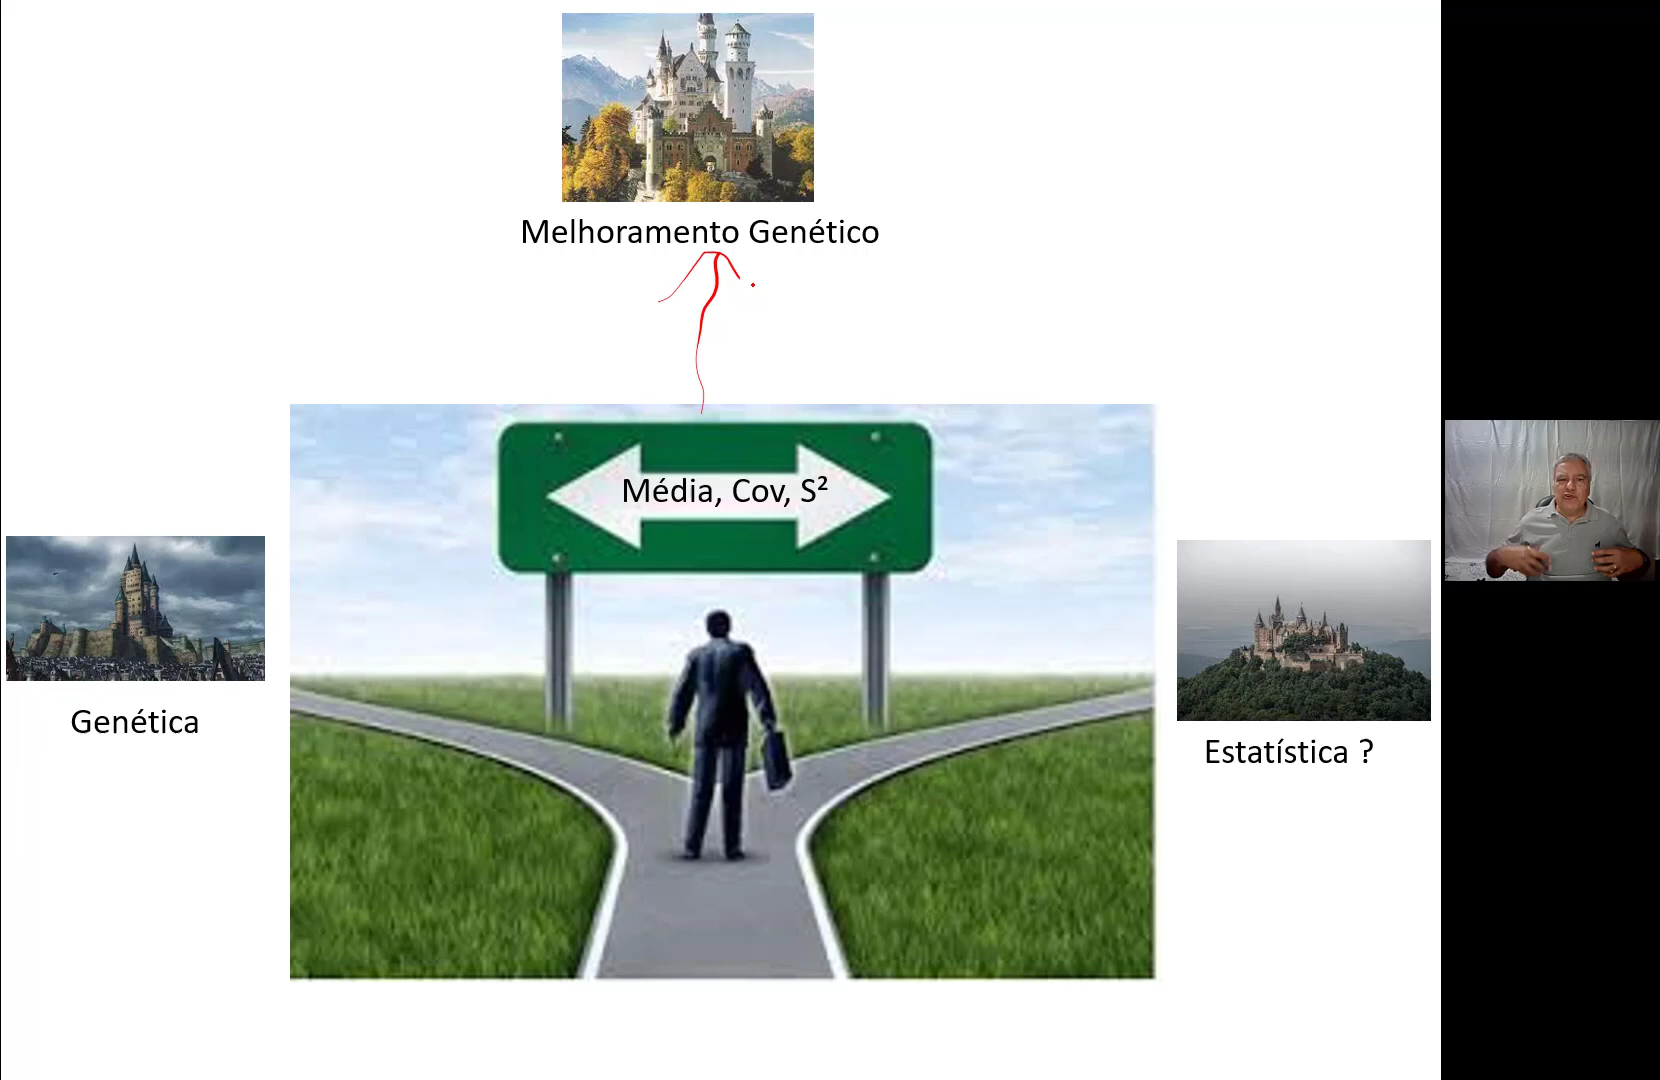 Melhoramento Genético
Média, Cov, S²
Genética
Estatística ?